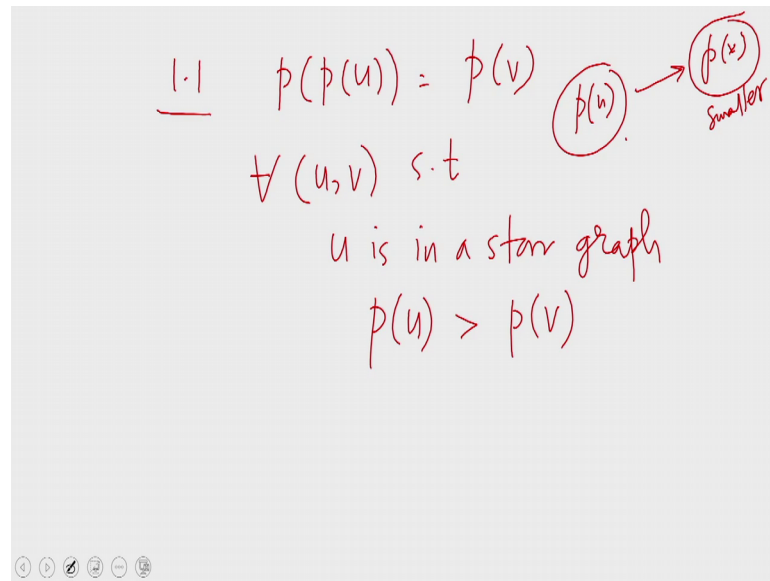 1.1 p(p(u)) = p(v)
∀ (u,v) s.t
u is in a star graph
p(u) > p(v)
p(u) → p(x)
smaller